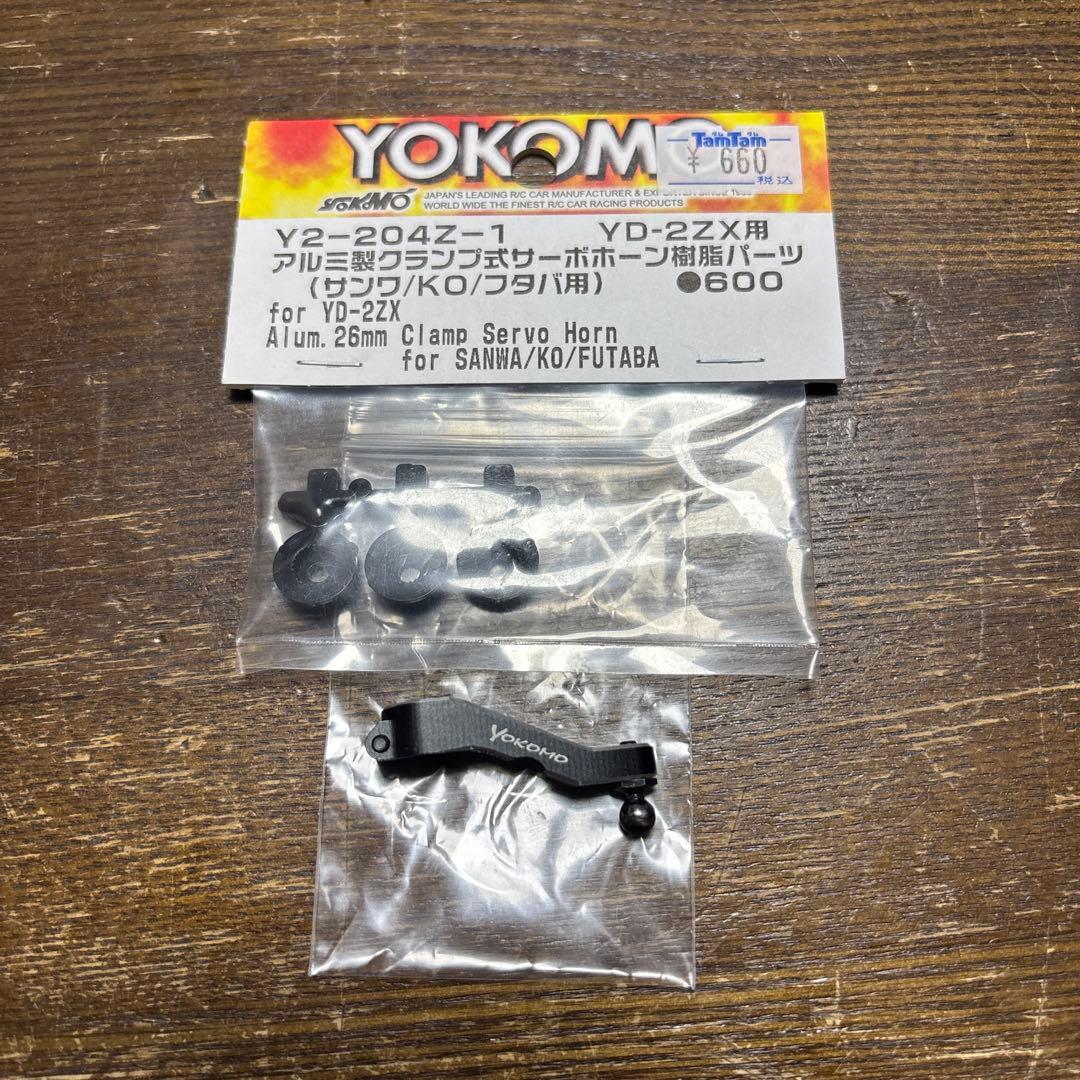 YOKOMO
TamTam
¥ 660
税込
YOKOMO
JAPAN'S LEADING R/C CAR MANUFACTURER & EXPORTER SINCE
WORLD WIDE THE FINEST R/C CAR RACING PRODUCTS
Y2-204Z-1 YD-2ZX用
アルミ製クランプ式サーボホーン樹脂パーツ
(サンワ/KO/フタバ用) ●600
for YD-2ZX
Alum. 26mm Clamp Servo Horn
for SANWA/KO/FUTABA
YOKOMO